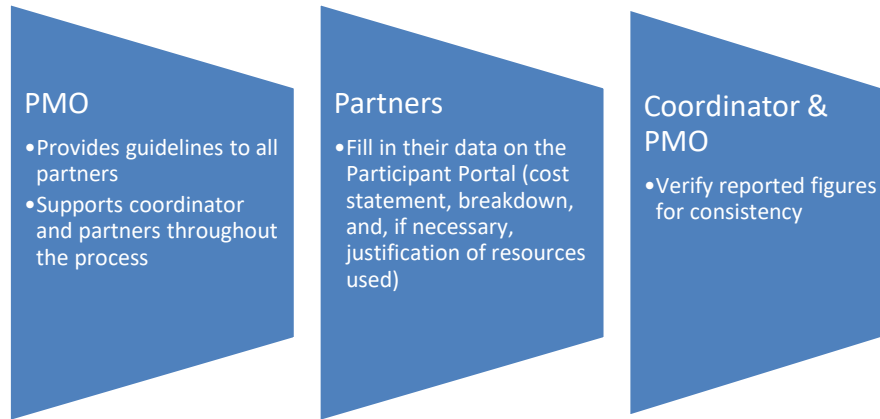 PMO
•Provides guidelines to all
partners
•Supports coordinator
and partners throughout
the process
Partners
•Fill in their data on the
Participant Portal (cost
statement, breakdown,
and, if necessary,
justification of resources
used)
Coordinator &
PMO
•Verify reported figures
for consistency